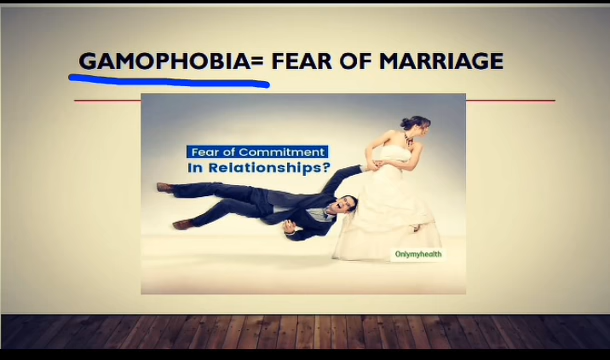 GAMOPHOBIA= FEAR OF MARRIAGE
Fear of Commitment
In Relationships?
Onlymyhealth